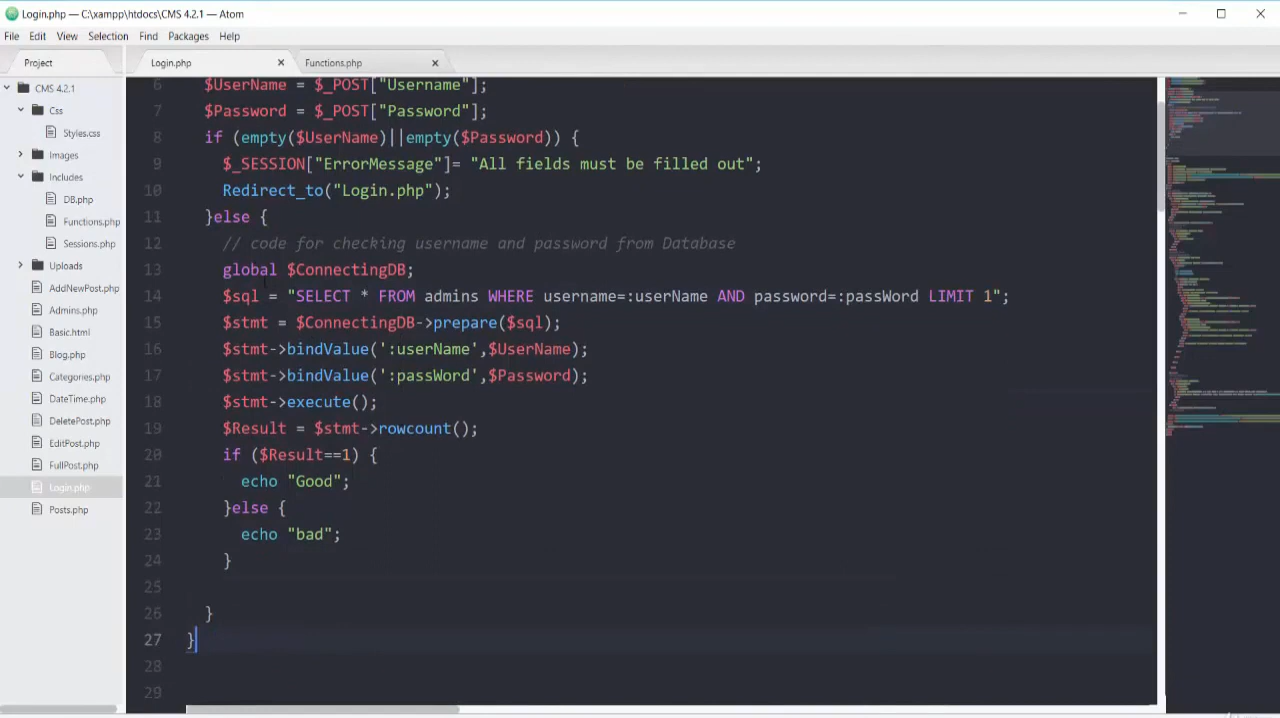 Login.php — C:\xampp\htdocs\CMS 4.2.1 — Atom
File Edit View Selection Find Packages Help
Project
Login.php
Functions.php
CMS 4.2.1
Css
Styles.css
Images
Includes
DB.php
Functions.php
Sessions.php
Uploads
AddNewPost.php
Admins.php
Basic.html
Blog.php
Categories.php
DateTime.php
DeletePost.php
EditPost.php
FullPost.php
Login.php
Posts.php
6 $UserName = $_POST["Username"];
7 $Password = $_POST["Password"];
8 if (empty($UserName)||empty($Password)) {
9 $_SESSION["ErrorMessage"]= "All fields must be filled out";
10 Redirect_to("Login.php");
11 }else {
12 // code for checking username and password from Database
13 global $ConnectingDB;
14 $sql = "SELECT * FROM admins WHERE username=:userName AND password=:passWord LIMIT 1";
15 $stmt = $ConnectingDB->prepare($sql);
16 $stmt->bindValue(':userName',$UserName);
17 $stmt->bindValue(':passWord',$Password);
18 $stmt->execute();
19 $Result = $stmt->rowcount();
20 if ($Result==1) {
21 echo "Good";
22 }else {
23 echo "bad";
24 }
25
26 }
27 }
28
29